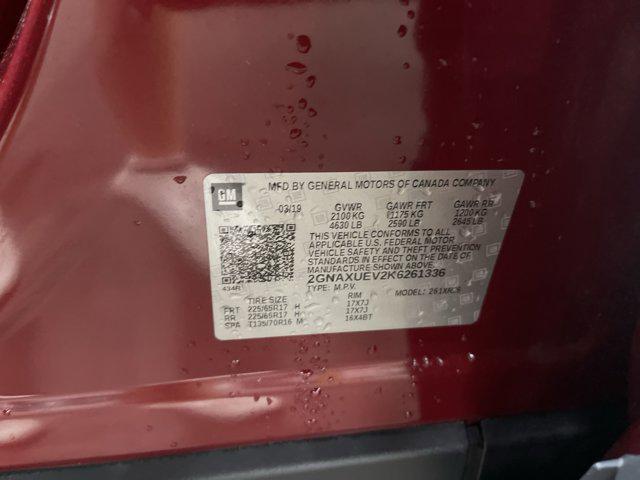 GM
MFD BY GENERAL MOTORS OF CANADA COMPANY
03/19 GVWR GAWR FRT GAWR RR
2100 KG 1175 KG 1200 KG
4630 LB 2590 LB 2645 LB
THIS VEHICLE CONFORMS TO ALL
APPLICABLE U.S. FEDERAL MOTOR
VEHICLE SAFETY AND THEFT PREVENTION
STANDARDS IN EFFECT ON THE DATE OF
MANUFACTURE SHOWN ABOVE.
2GNAXUEV2K6261336
TYPE: M.P.V. MODEL:
434R
TIRE SIZE RIM
FRT 225/65R17 H 17X7J
RR 225/65R17 H 17X7J
SPA T135/70R16 M 16X4BT